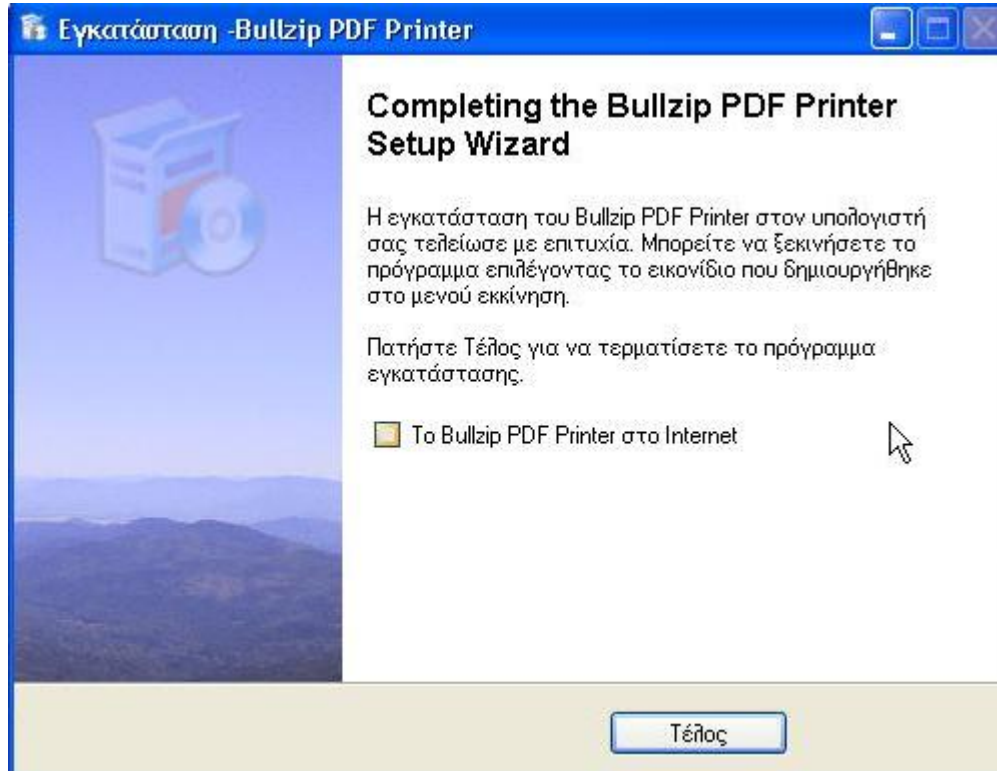 Εγκατάσταση -Bullzip PDF Printer
Completing the Bullzip PDF Printer
Setup Wizard
Η εγκατάσταση του Bullzip PDF Printer στον υπολογιστή
σας τελείωσε με επιτυχία. Μπορείτε να ξεκινήσετε το
πρόγραμμα επιλέγοντας το εικονίδιο που δημιουργήθηκε
στο μενού εκκίνηση.
Πατήστε Τέλος για να τερματίσετε το πρόγραμμα
εγκατάστασης.
Το Bullzip PDF Printer στο Internet
Τέλος